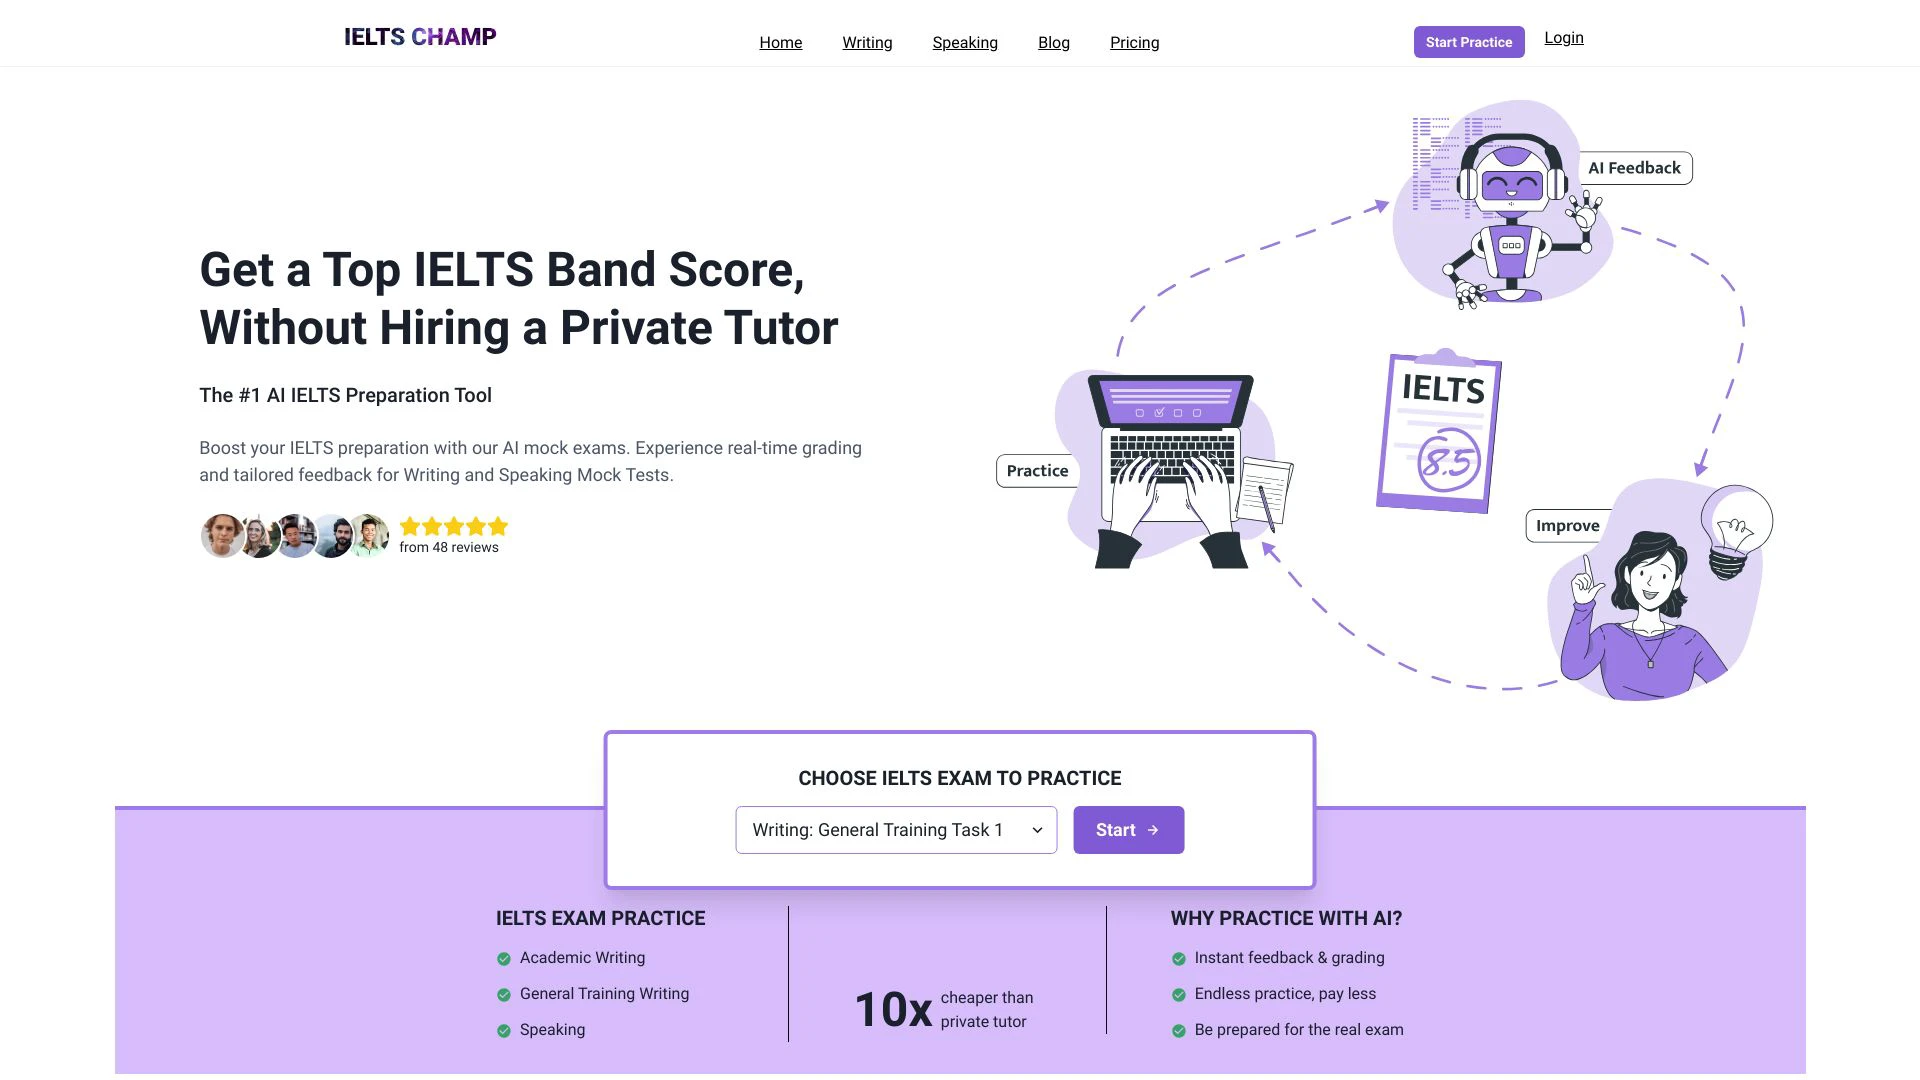 IELTS CHAMP
Home
Writing
Speaking
Blog
Pricing
Start Practice
Login
Get a Top IELTS Band Score,
Without Hiring a Private Tutor
The #1 AI IELTS Preparation Tool
Boost your IELTS preparation with our AI mock exams. Experience real-time grading
and tailored feedback for Writing and Speaking Mock Tests.
from 48 reviews
AI Feedback
IELTS
8.5
Practice
Improve
CHOOSE IELTS EXAM TO PRACTICE
Writing: General Training Task 1
Start
IELTS EXAM PRACTICE
Academic Writing
General Training Writing
Speaking
10x
cheaper than
private tutor
WHY PRACTICE WITH AI?
Instant feedback & grading
Endless practice, pay less
Be prepared for the real exam